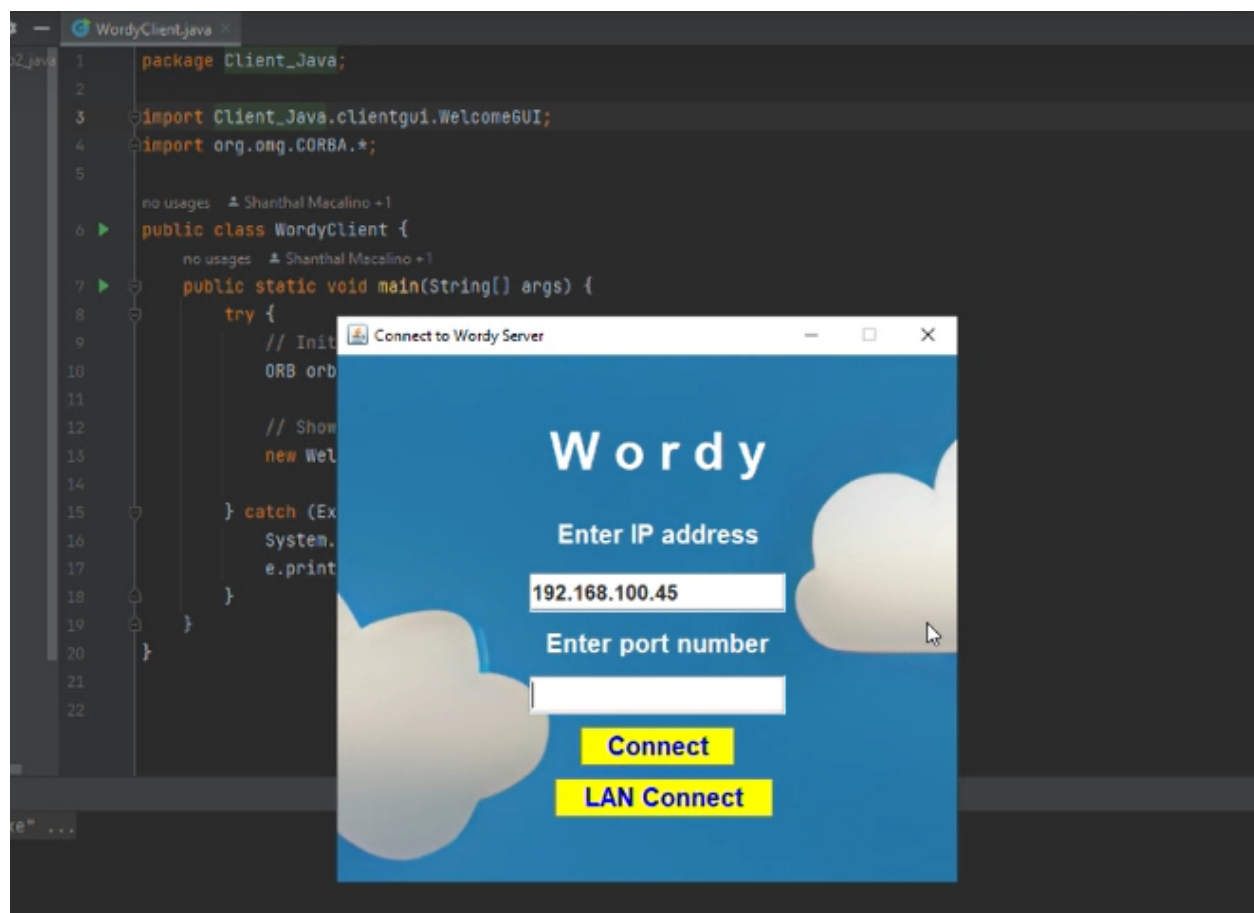 WordyClient.java
1 package Client_Java;
2
3 import Client_Java.clientgui.WelcomeGUI;
4 import org.omg.CORBA.*;
5
no usages Shanthal Macalino +1
6 public class WordyClient {
no usages Shanthal Macalino +1
7 public static void main(String[] args) {
8 try {
9 // Init
10 ORB orb
11
12 // Show
13 new Wel
14
15 } catch (Ex
16 System.
17 e.print
18 }
19 }
20 }
21
22
Connect to Wordy Server
Wordy
Enter IP address
192.168.100.45
Enter port number
Connect
LAN Connect